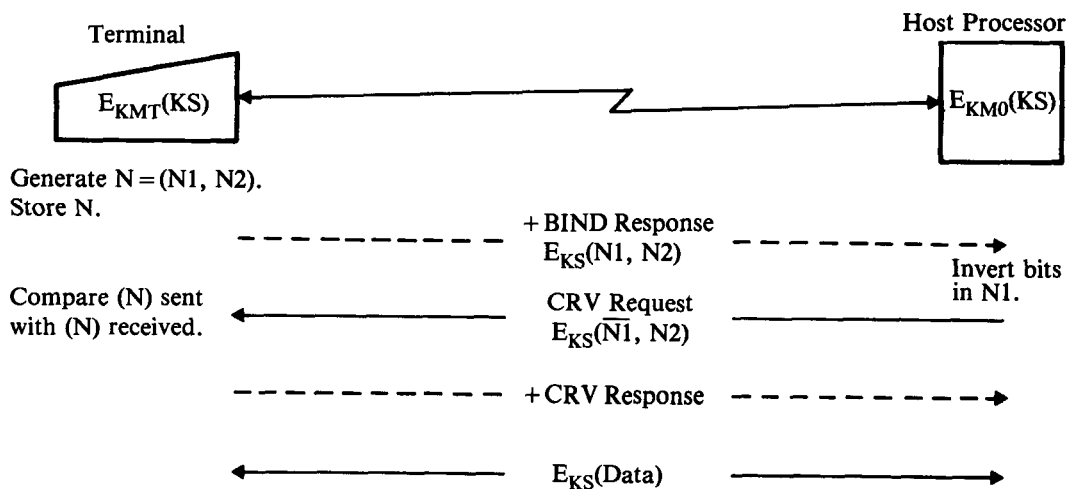 Terminal
Host Processor
E_KMT(KS)
E_KM0(KS)
Generate N = (N1, N2).
Store N.
+ BIND Response
E_KS(N1, N2)
Invert bits
in N1.
Compare (N) sent
with (N) received.
CRV Request
E_KS(N̅1̅, N2)
+ CRV Response
E_KS(Data)